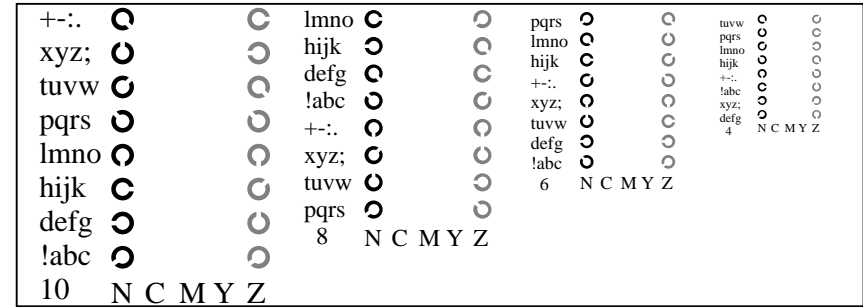 +-:.
xyz;
tuvw
pqrs
lmno
hijk
defg
!abc
10 N C M Y Z
lmno
hijk
defg
!abc
+-:.
xyz;
tuvw
pqrs
8 N C M Y Z
pqrs
lmno
hijk
+-:.
xyz;
tuvw
defg
!abc
6 N C M Y Z
tuvw
pqrs
lmno
hijk
+-:.
!abc
xyz;
defg
4 N C M Y Z